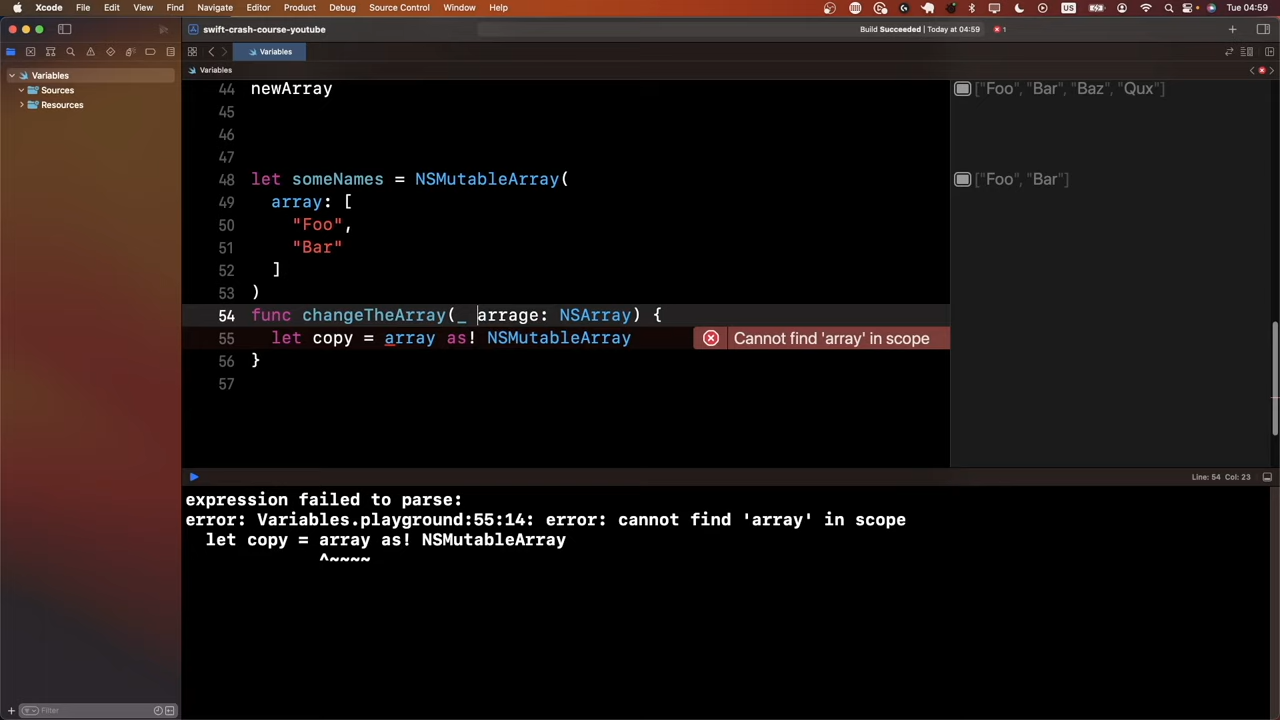 Xcode File Edit View Find Navigate Editor Product Debug Source Control Window Help US Tue 04:59
swift-crash-course-youtube Build Succeeded | Today at 04:59 1
Variables
Variables
Variables
Sources
Resources
44 newArray ["Foo", "Bar", "Baz", "Qux"]
45
46
47
48 let someNames = NSMutableArray( ["Foo", "Bar"]
49 array: [
50 "Foo",
51 "Bar"
52 ]
53 )
54 func changeTheArray(_ arrage: NSArray) {
55 let copy = array as! NSMutableArray Cannot find 'array' in scope
56 }
57
Line: 54 Col: 23
expression failed to parse:
error: Variables.playground:55:14: error: cannot find 'array' in scope
let copy = array as! NSMutableArray
^~~~~
Filter